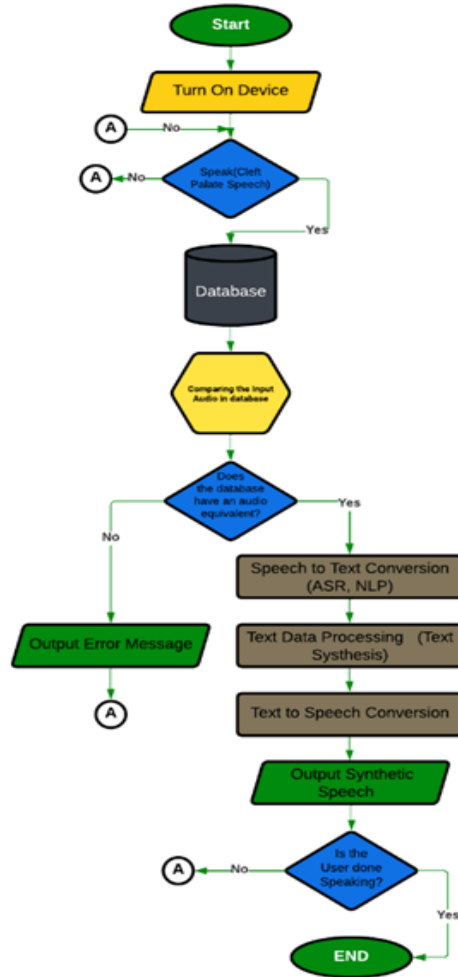 Start
Turn On Device
A
No
A
No
Speak(Cleft
Palate Speech)
Yes
Database
Comparing the Input
Audio in database
Does
the database
have an audio
equivalent?
No
Yes
Speech to Text Conversion
(ASR, NLP)
Output Error Message
Text Data Processing (Text
Systhesis)
A
Text to Speech Conversion
Output Synthetic
Speech
Is the
User done
Speaking?
A
No
Yes
END